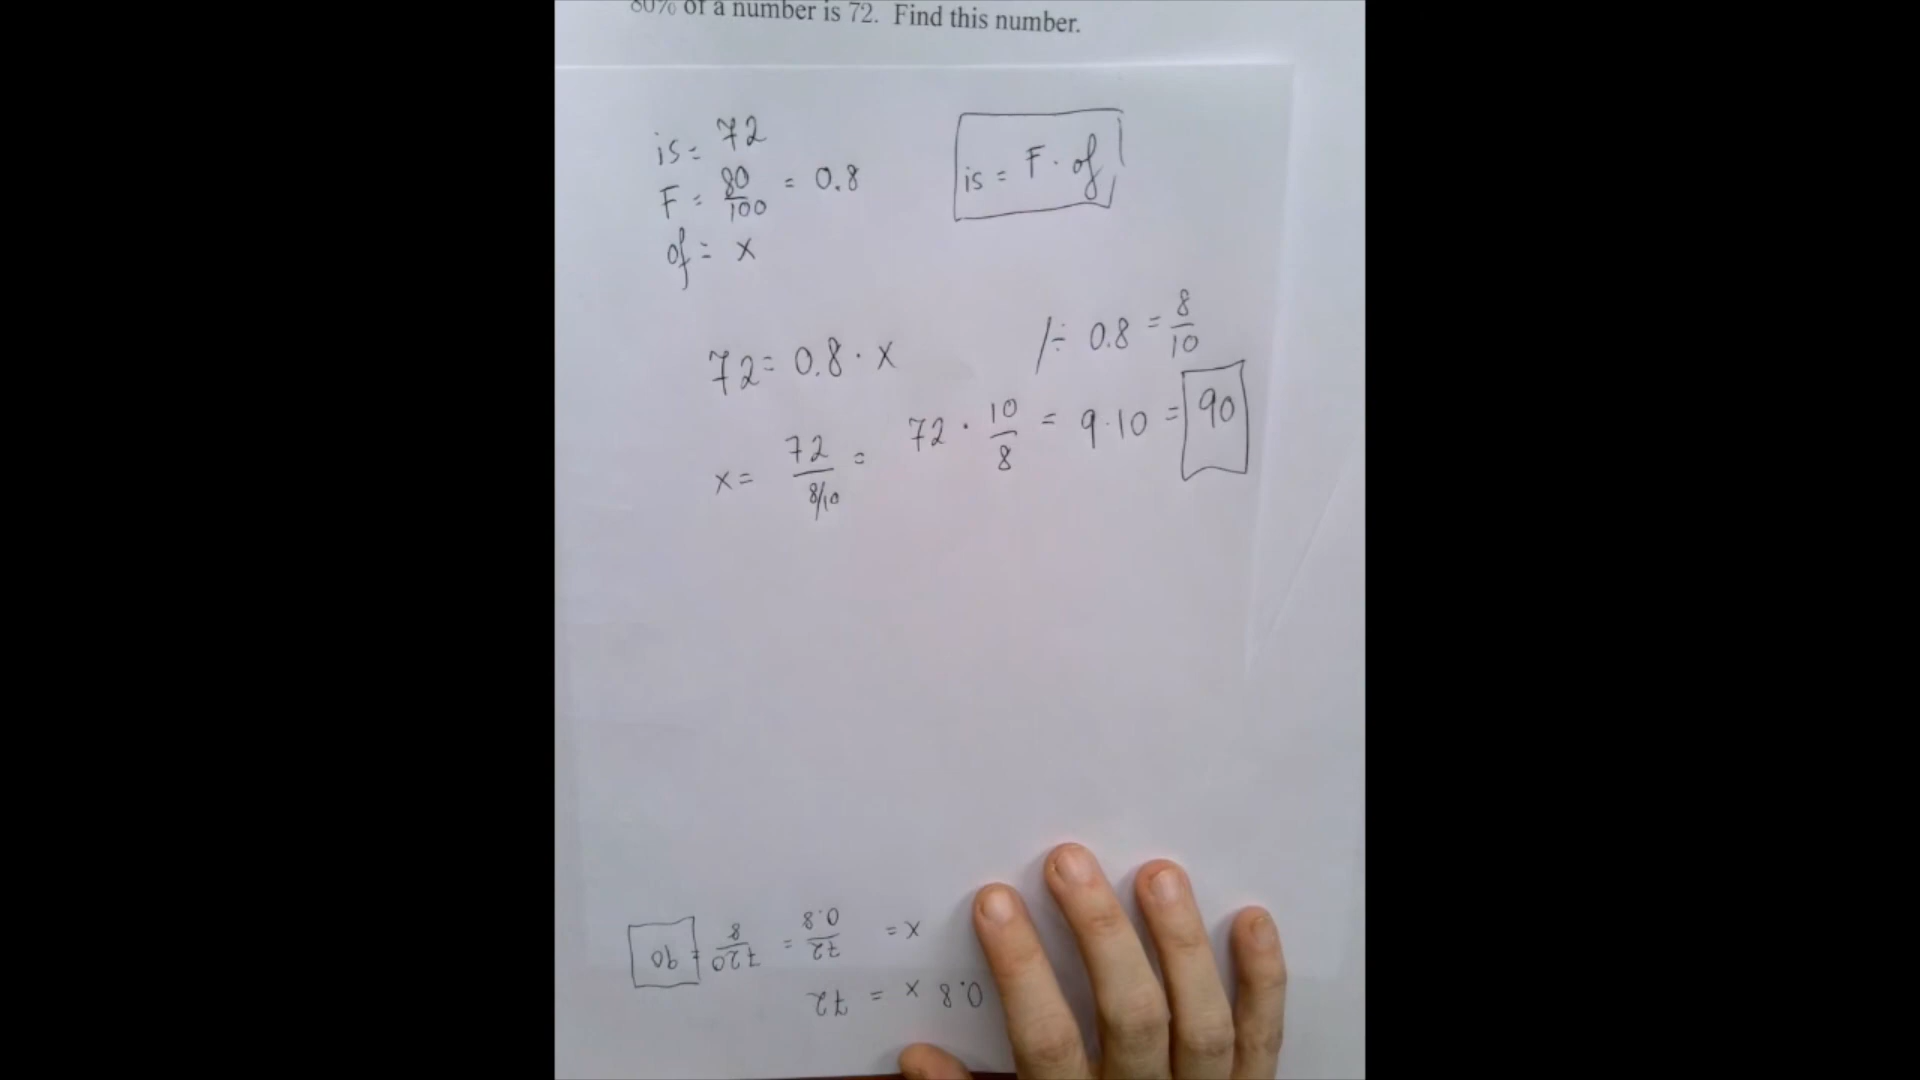 80% of a number is 72. Find this number.
is = 72
F = 80/100 = 0.8
of = x
is = F · of
72 = 0.8 · x
/ ÷ 0.8 = 8/10
x = 72/(8/10) = 72 · 10/8 = 9 · 10 = 90
0.8 x = 72
x = 72/0.8 = 720/8 = 90